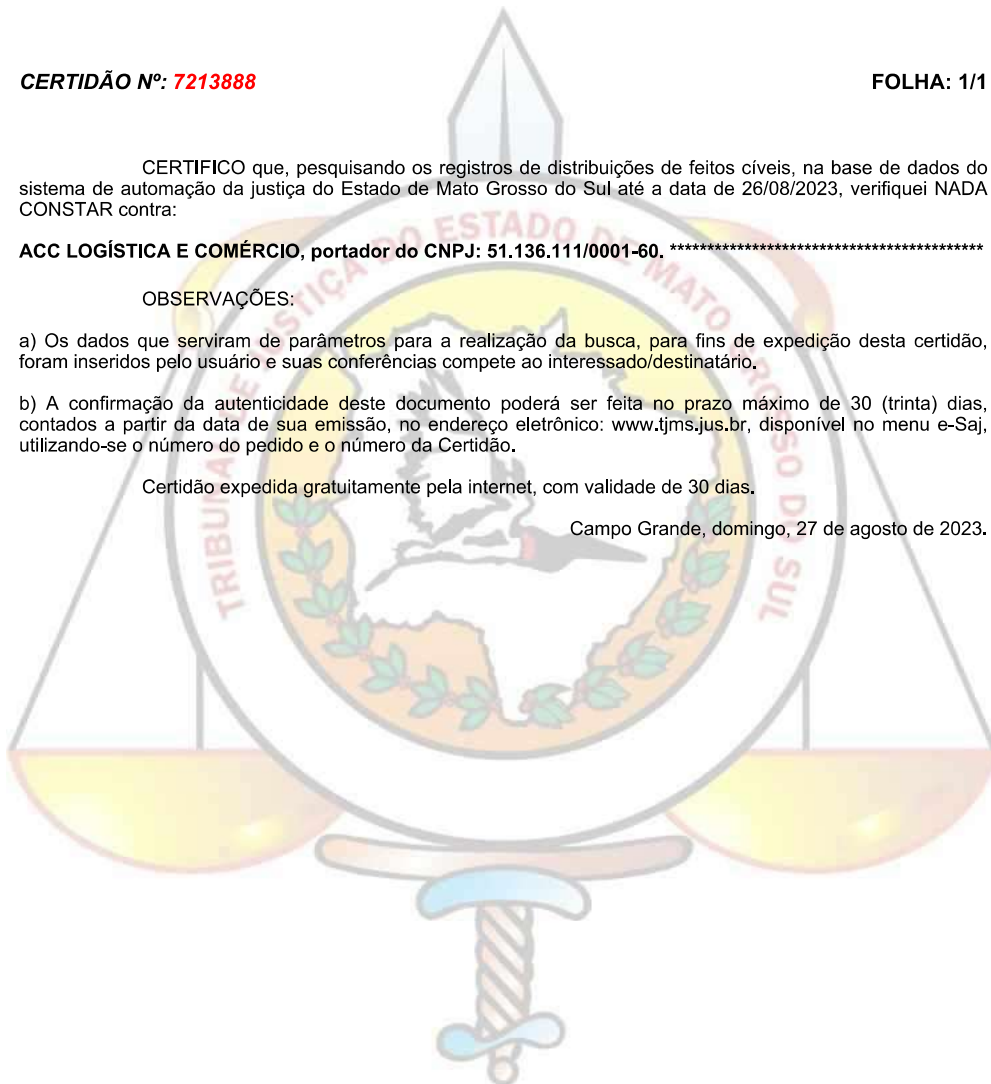 CERTIDÃO Nº: 7213888 FOLHA: 1/1
CERTIFICO que, pesquisando os registros de distribuições de feitos cíveis, na base de dados do
sistema de automação da justiça do Estado de Mato Grosso do Sul até a data de 26/08/2023, verifiquei NADA
CONSTAR contra:
ACC LOGÍSTICA E COMÉRCIO, portador do CNPJ: 51.136.111/0001-60. ******************************************
OBSERVAÇÕES:
a) Os dados que serviram de parâmetros para a realização da busca, para fins de expedição desta certidão,
foram inseridos pelo usuário e suas conferências compete ao interessado/destinatário.
b) A confirmação da autenticidade deste documento poderá ser feita no prazo máximo de 30 (trinta) dias,
contados a partir da data de sua emissão, no endereço eletrônico: www.tjms.jus.br, disponível no menu e-Saj,
utilizando-se o número do pedido e o número da Certidão.
Certidão expedida gratuitamente pela internet, com validade de 30 dias.
Campo Grande, domingo, 27 de agosto de 2023.
TRIBUNAL DE JUSTIÇA DO ESTADO DE MATO GROSSO DO SUL